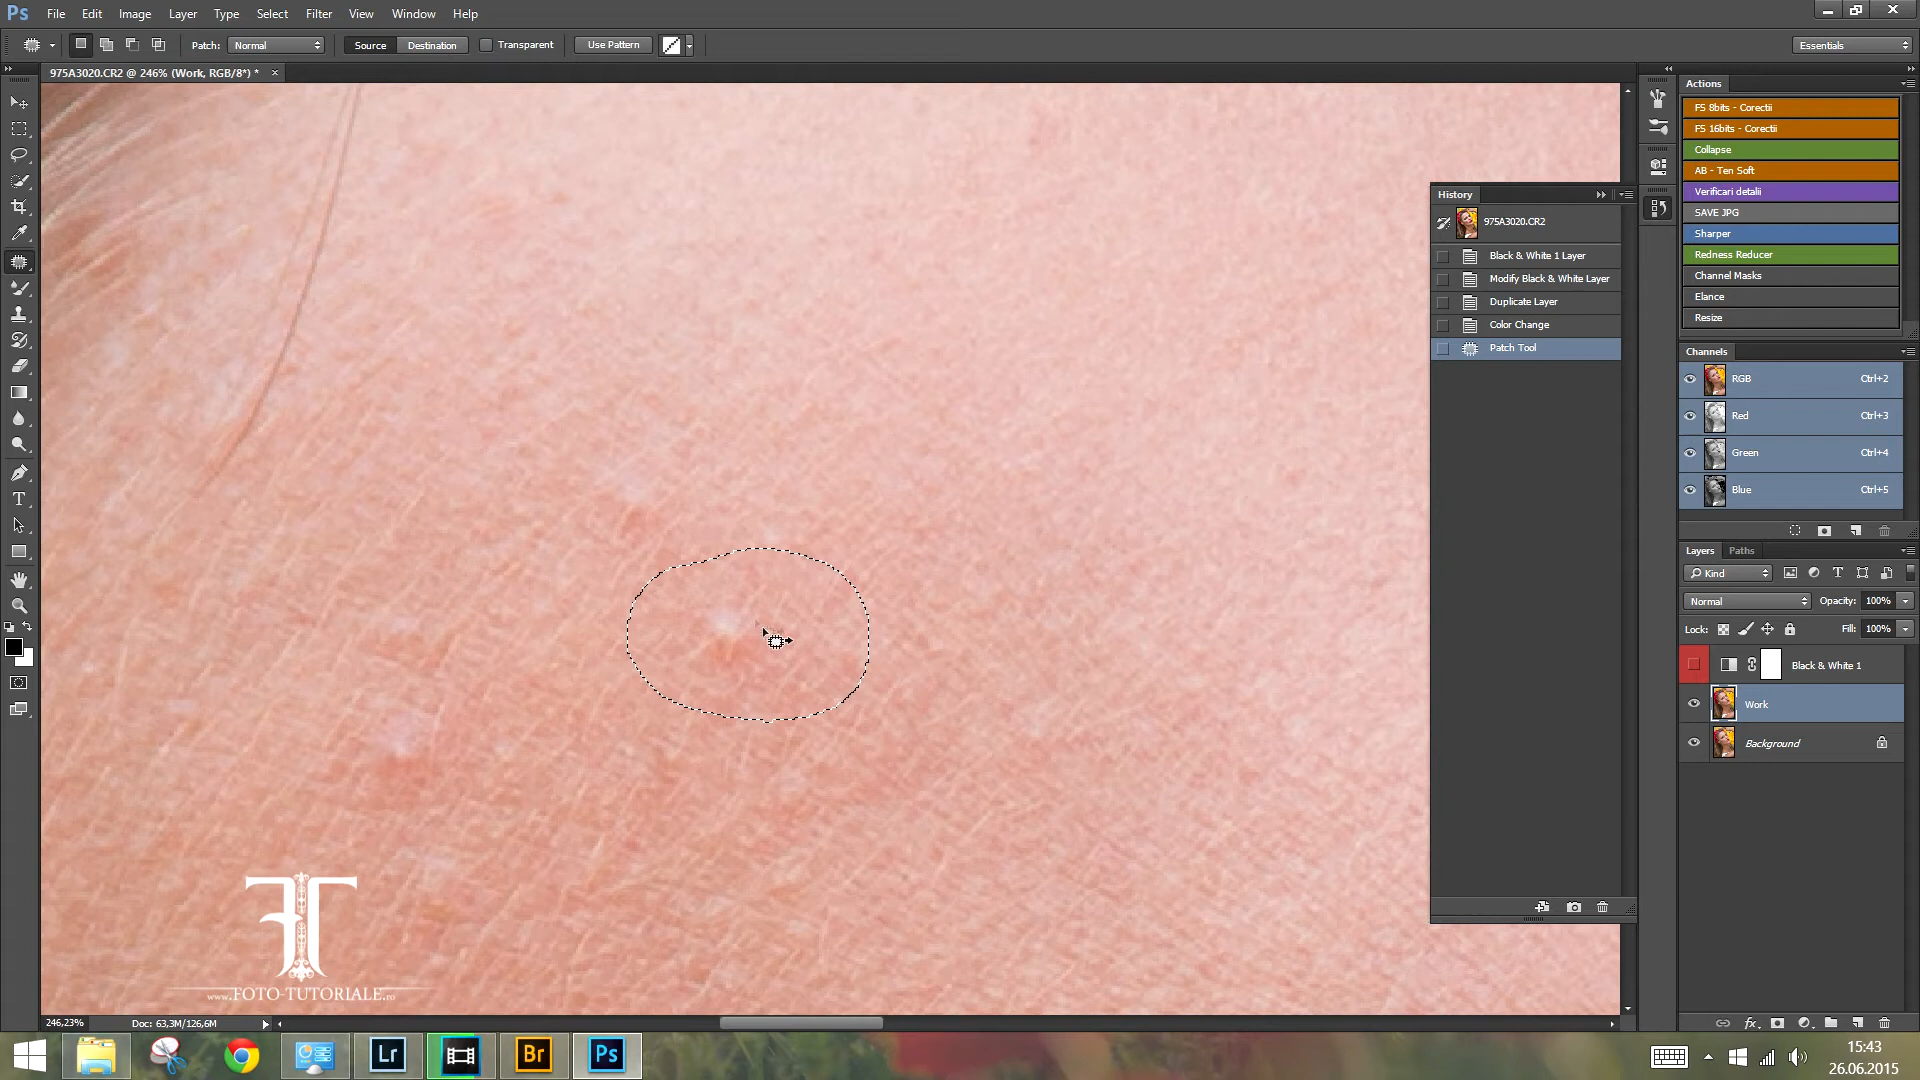 Ps File Edit Image Layer Type Select Filter View Window Help
Patch: Normal Source Destination Transparent Use Pattern Essentials
975A3020.CR2 @ 246% (Work, RGB/8*) *
Actions
F5 8bits - Corectii
F5 16bits - Corectii
Collapse
AB - Ten Soft
Verificari detalii
SAVE JPG
Sharper
Redness Reducer
Channel Masks
Elance
Resize
History
975A3020.CR2
Black & White 1 Layer
Modify Black & White Layer
Duplicate Layer
Color Change
Patch Tool
Channels
RGB Ctrl+2
Red Ctrl+3
Green Ctrl+4
Blue Ctrl+5
Layers Paths
Kind
Normal Opacity: 100%
Lock: Fill: 100%
Black & White 1
Work
Background
FT
www.FOTO-TUTORIALE.ro
246,23% Doc: 63,3M/126,6M
Lr Br Ps
15:43
26.06.2015